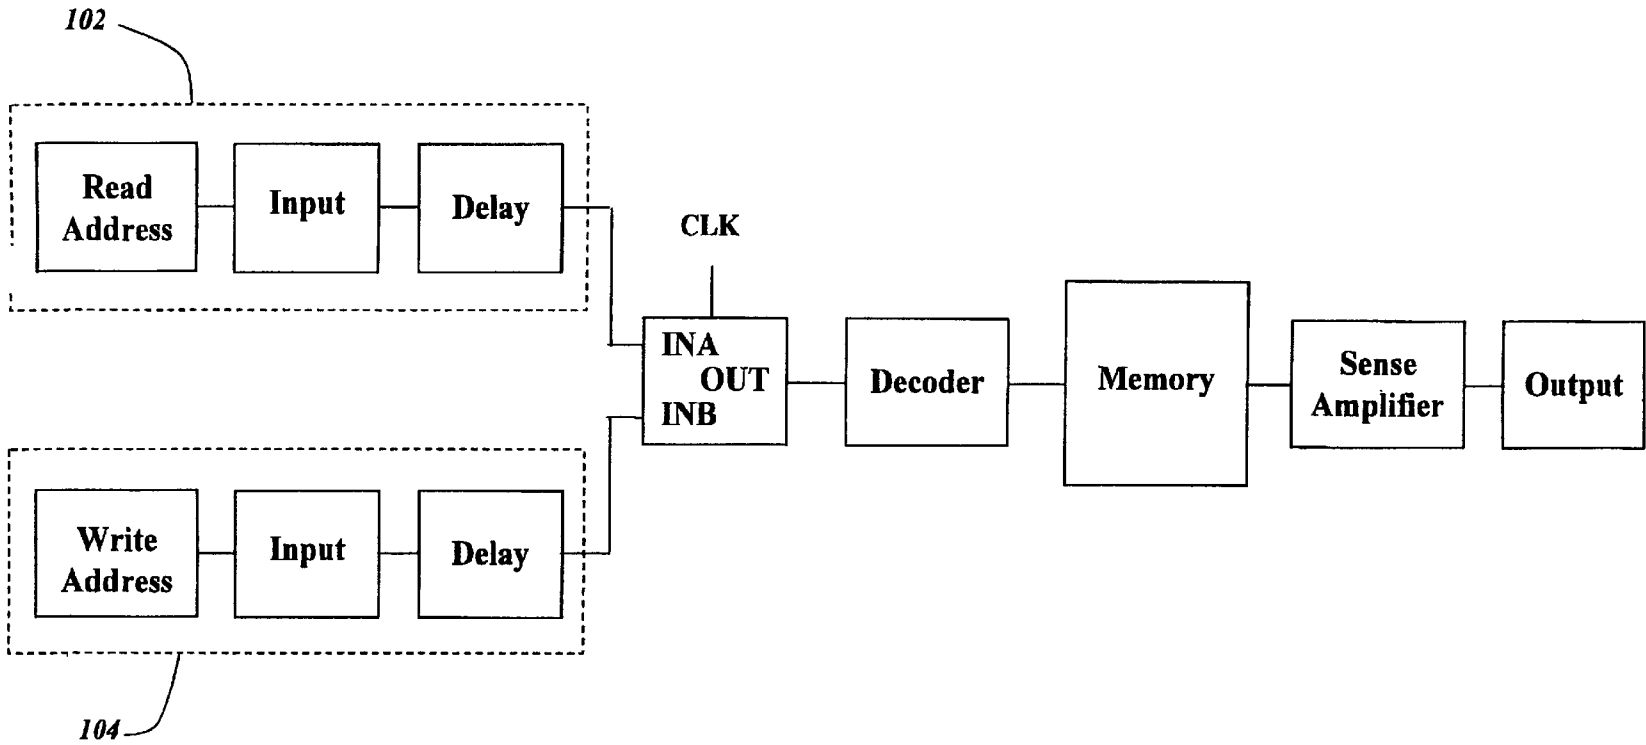 102
Read
Address
Input
Delay
CLK
INA
OUT
INB
Decoder
Memory
Sense
Amplifier
Output
Write
Address
Input
Delay
104